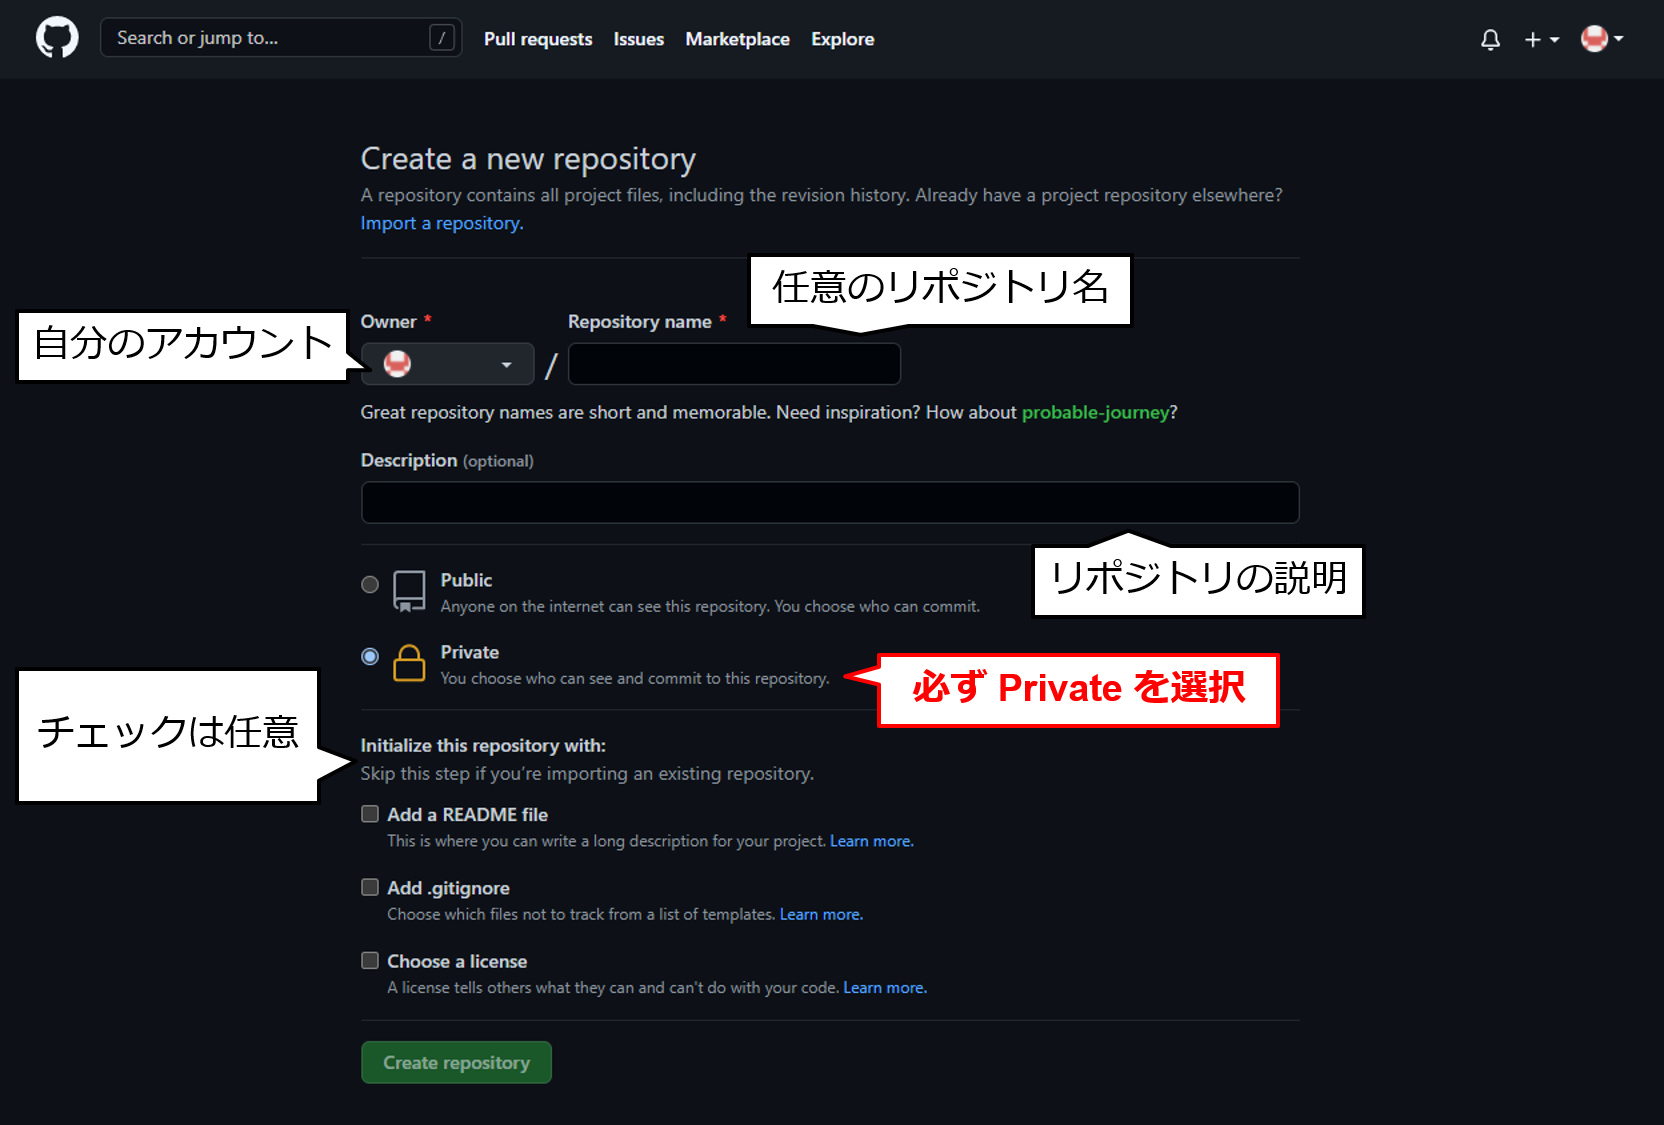 Search or jump to...
/
Pull requests
Issues
Marketplace
Explore
Create a new repository
A repository contains all project files, including the revision history. Already have a project repository elsewhere?
Import a repository.
任意のリポジトリ名
自分のアカウント
Owner *
Repository name *
/
Great repository names are short and memorable. Need inspiration? How about probable-journey?
Description (optional)
リポジトリの説明
Public
Anyone on the internet can see this repository. You choose who can commit.
Private
You choose who can see and commit to this repository.
必ず Private を選択
チェックは任意
Initialize this repository with:
Skip this step if you're importing an existing repository.
Add a README file
This is where you can write a long description for your project. Learn more.
Add .gitignore
Choose which files not to track from a list of templates. Learn more.
Choose a license
A license tells others what they can and can't do with your code. Learn more.
Create repository